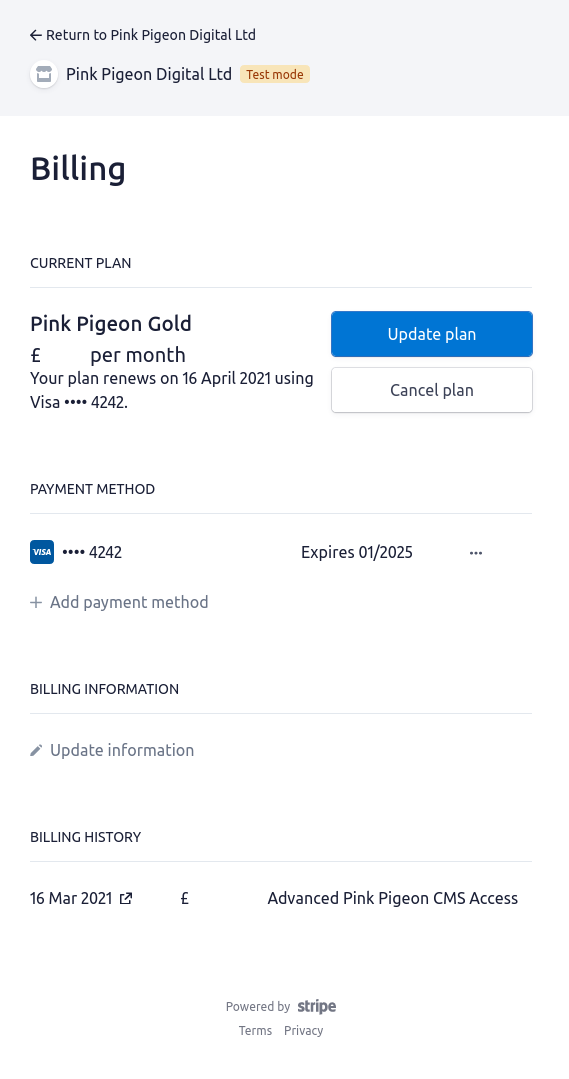 ← Return to Pink Pigeon Digital Ltd
Pink Pigeon Digital Ltd Test mode
Billing
CURRENT PLAN
Pink Pigeon Gold
£ per month
Your plan renews on 16 April 2021 using
Visa •••• 4242.
Update plan
Cancel plan
PAYMENT METHOD
VISA •••• 4242 Expires 01/2025 •••
+ Add payment method
BILLING INFORMATION
Update information
BILLING HISTORY
16 Mar 2021 £ Advanced Pink Pigeon CMS Access
Powered by stripe
Terms Privacy